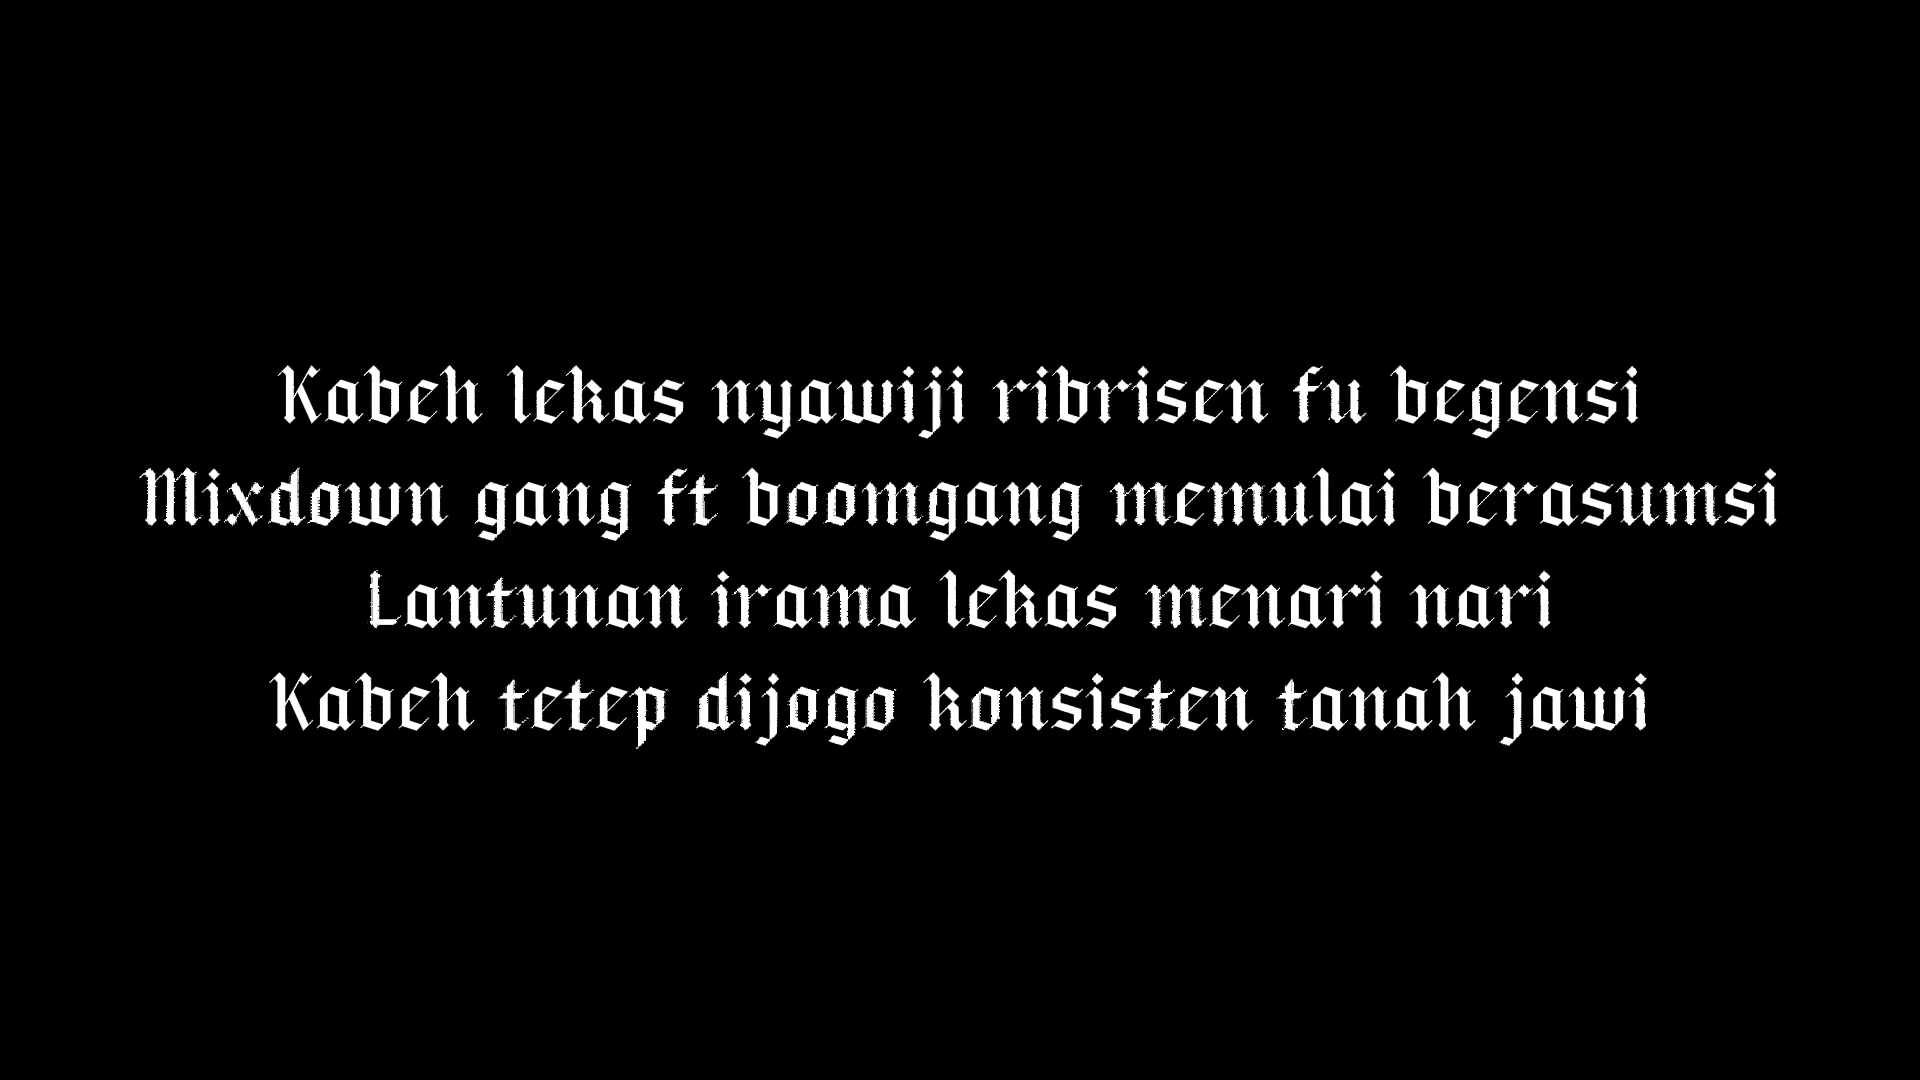 Kabeh lekas nyawiji ribrisen fu begensi
Mixdown gang ft boomgang memulai berasumsi
Lantunan irama lekas menari nari
Kabeh tetep dijogo konsisten tanah jawi